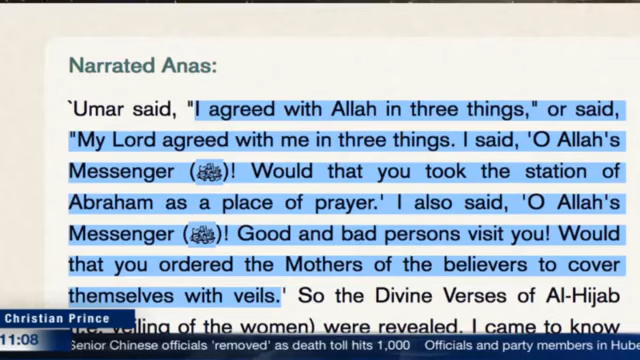 Narrated Anas:
`Umar said, "I agreed with Allah in three things," or said,
"My Lord agreed with me in three things. I said, 'O Allah's
Messenger (ﷺ)! Would that you took the station of
Abraham as a place of prayer.' I also said, 'O Allah's
Messenger (ﷺ)! Good and bad persons visit you! Would
that you ordered the Mothers of the believers to cover
themselves with veils.' So the Divine Verses of Al-Hijab
veiling of the women) were revealed. I came to know
Christian Prince
11:08
Senior Chinese officials 'removed' as death toll hits 1,000 Officials and party members in Hube